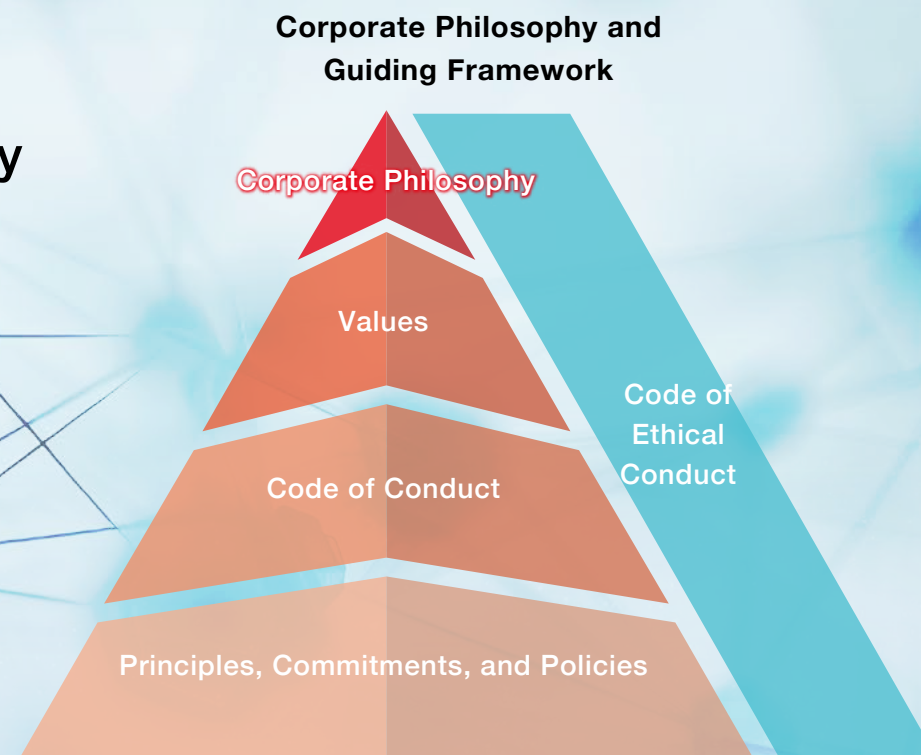 Corporate Philosophy and
Guiding Framework
y
Corporate Philosophy
Values
Code of Conduct
Code of
Ethical
Conduct
Principles, Commitments, and Policies